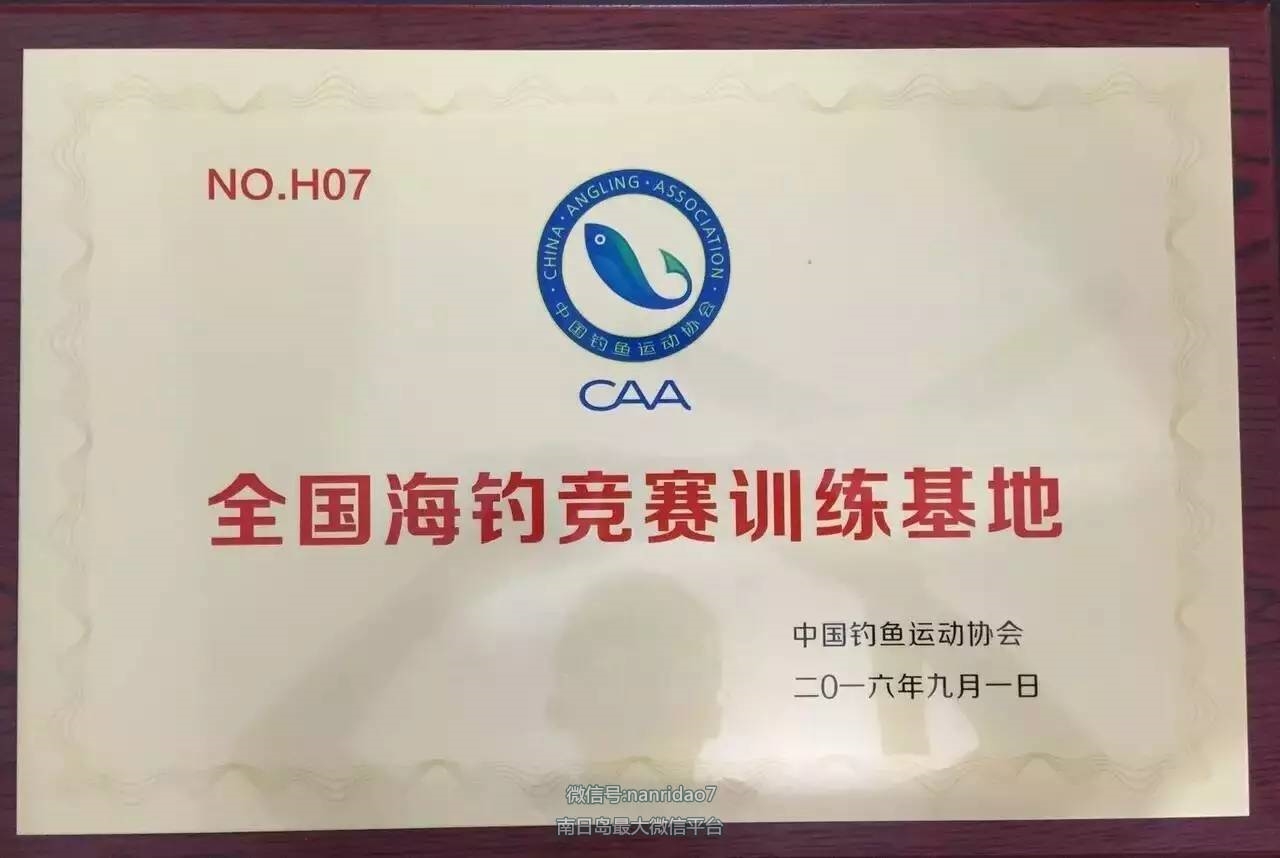 NO.H07
· CHINA · ANGLING · ASSOCIATION ·
中国钓鱼运动协会
CAA
全国海钓竞赛训练基地
中国钓鱼运动协会
二〇一六年九月一日
微信号:nanridao7
南日岛最大微信平台